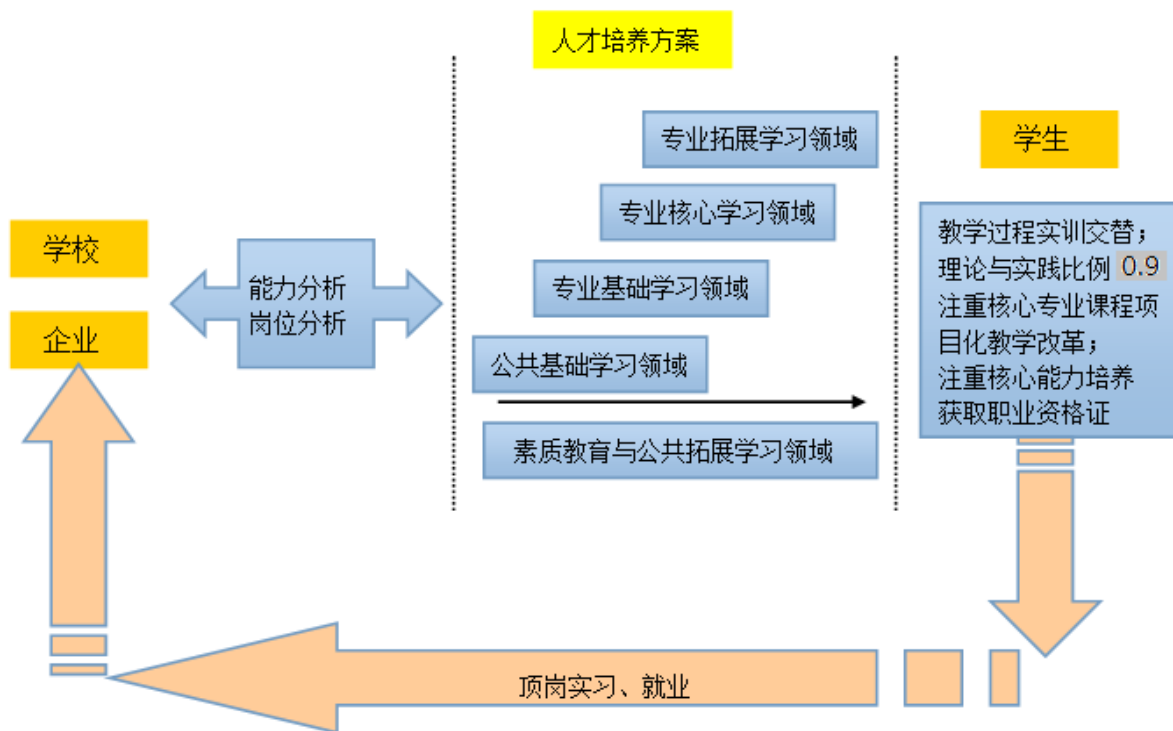 人才培养方案
专业拓展学习领域
学生
专业核心学习领域
学校
教学过程实训交替；
理论与实践比例 0.9
能力分析
岗位分析
专业基础学习领域
注重核心专业课程项
企业
目化教学改革；
公共基础学习领域
注重核心能力培养
获取职业资格证
素质教育与公共拓展学习领域
顶岗实习、就业